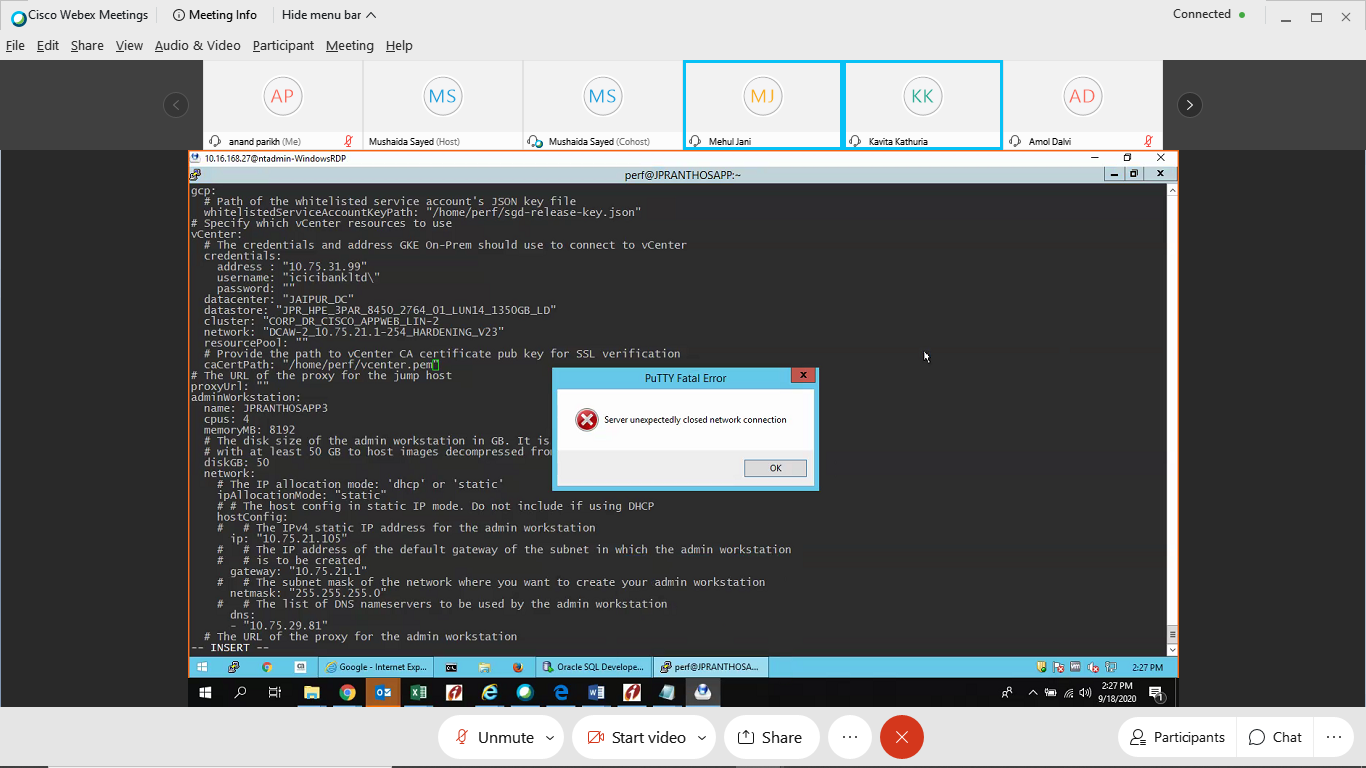 Cisco Webex Meetings
Meeting Info
Hide menu bar
Connected
File Edit Share View Audio & Video Participant Meeting Help
AP
MS
MS
MJ
KK
AD
anand parikh (Me)
Mushaida Sayed (Host)
Mushaida Sayed (Cohost)
Mehul Jani
Kavita Kathuria
Amol Dalvi
10.16.168.27@ntadmin-WindowsRDP
perf@JPRANTHOSAPP:~
gcp:
# Path of the whitelisted service account's JSON key file
whitelistedServiceAccountKeyPath: "/home/perf/sgd-release-key.json"
# Specify which vCenter resources to use
vCenter:
# The credentials and address GKE On-Prem should use to connect to vCenter
credentials:
address : "10.75.31.99"
username: "icicibankltd\"
password: ""
datacenter: "JAIPUR_DC"
datastore: "JPR_HPE_3PAR_8450_2764_01_LUN14_1350GB_LD"
cluster: "CORP_DR_CISCO_APPWEB_LIN-2
network: "DCAW-2_10.75.21.1-254_HARDENING_V23"
resourcePool: ""
# Provide the path to vCenter CA certificate pub key for SSL verification
caCertPath: "/home/perf/vcenter.pem"
# The URL of the proxy for the jump host
proxyUrl: ""
adminWorkstation:
name: JPRANTHOSAPP3
cpus: 4
memoryMB: 8192
# The disk size of the admin workstation in GB. It is
# with at least 50 GB to host images decompressed from
diskGB: 50
network:
# The IP allocation mode: 'dhcp' or 'static'
ipAllocationMode: "static"
# # The host config in static IP mode. Do not include if using DHCP
hostConfig:
# # The IPv4 static IP address for the admin workstation
ip: "10.75.21.105"
# # The IP address of the default gateway of the subnet in which the admin workstation
# # is to be created
gateway: "10.75.21.1"
# # The subnet mask of the network where you want to create your admin workstation
netmask: "255.255.255.0"
# # The list of DNS nameservers to be used by the admin workstation
dns:
- "10.75.29.81"
# The URL of the proxy for the admin workstation
-- INSERT --
PuTTY Fatal Error
Server unexpectedly closed network connection
OK
Google - Internet Exp...
Oracle SQL Develope...
perf@JPRANTHOSA...
2:27 PM
2:27 PM
9/18/2020
1
Unmute
Start video
Share
Participants
Chat